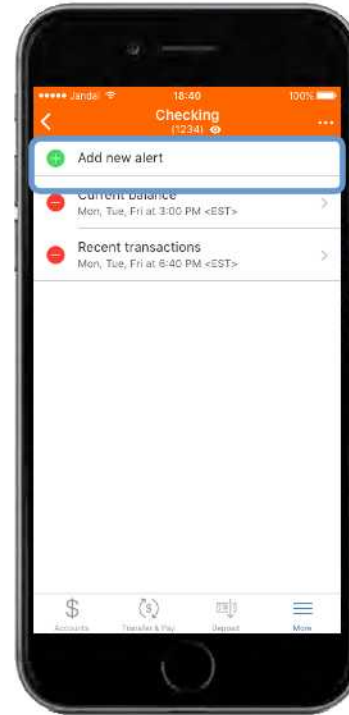 Jandal 18:40 100%
Checking
(1234)
Add new alert
Current balance
Mon, Tue, Fri at 3:00 PM <EST>
Recent transactions
Mon, Tue, Fri at 6:40 PM <EST>
$ (s)
Accounts Transfer & Pay Deposit More